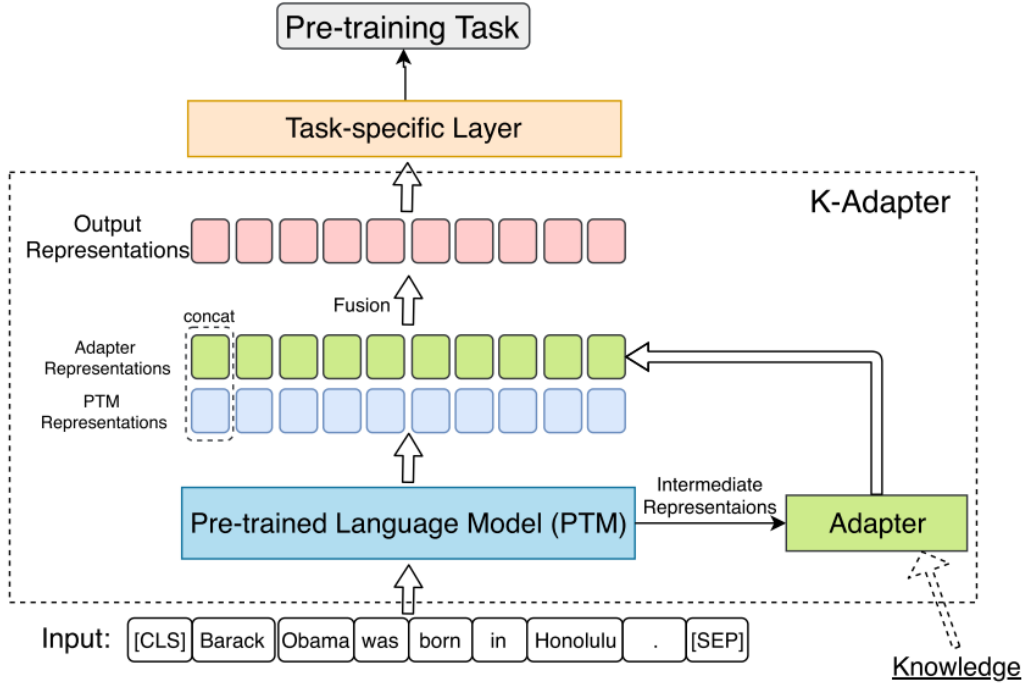 Pre-training Task
Task-specific Layer
K-Adapter
Output
Representations
Fusion
concat
Adapter
Representations
PTM
Representations
Intermediate
Representaions
Pre-trained Language Model (PTM)
Adapter
Input: [CLS] Barack Obama was born in Honolulu . [SEP]
Knowledge